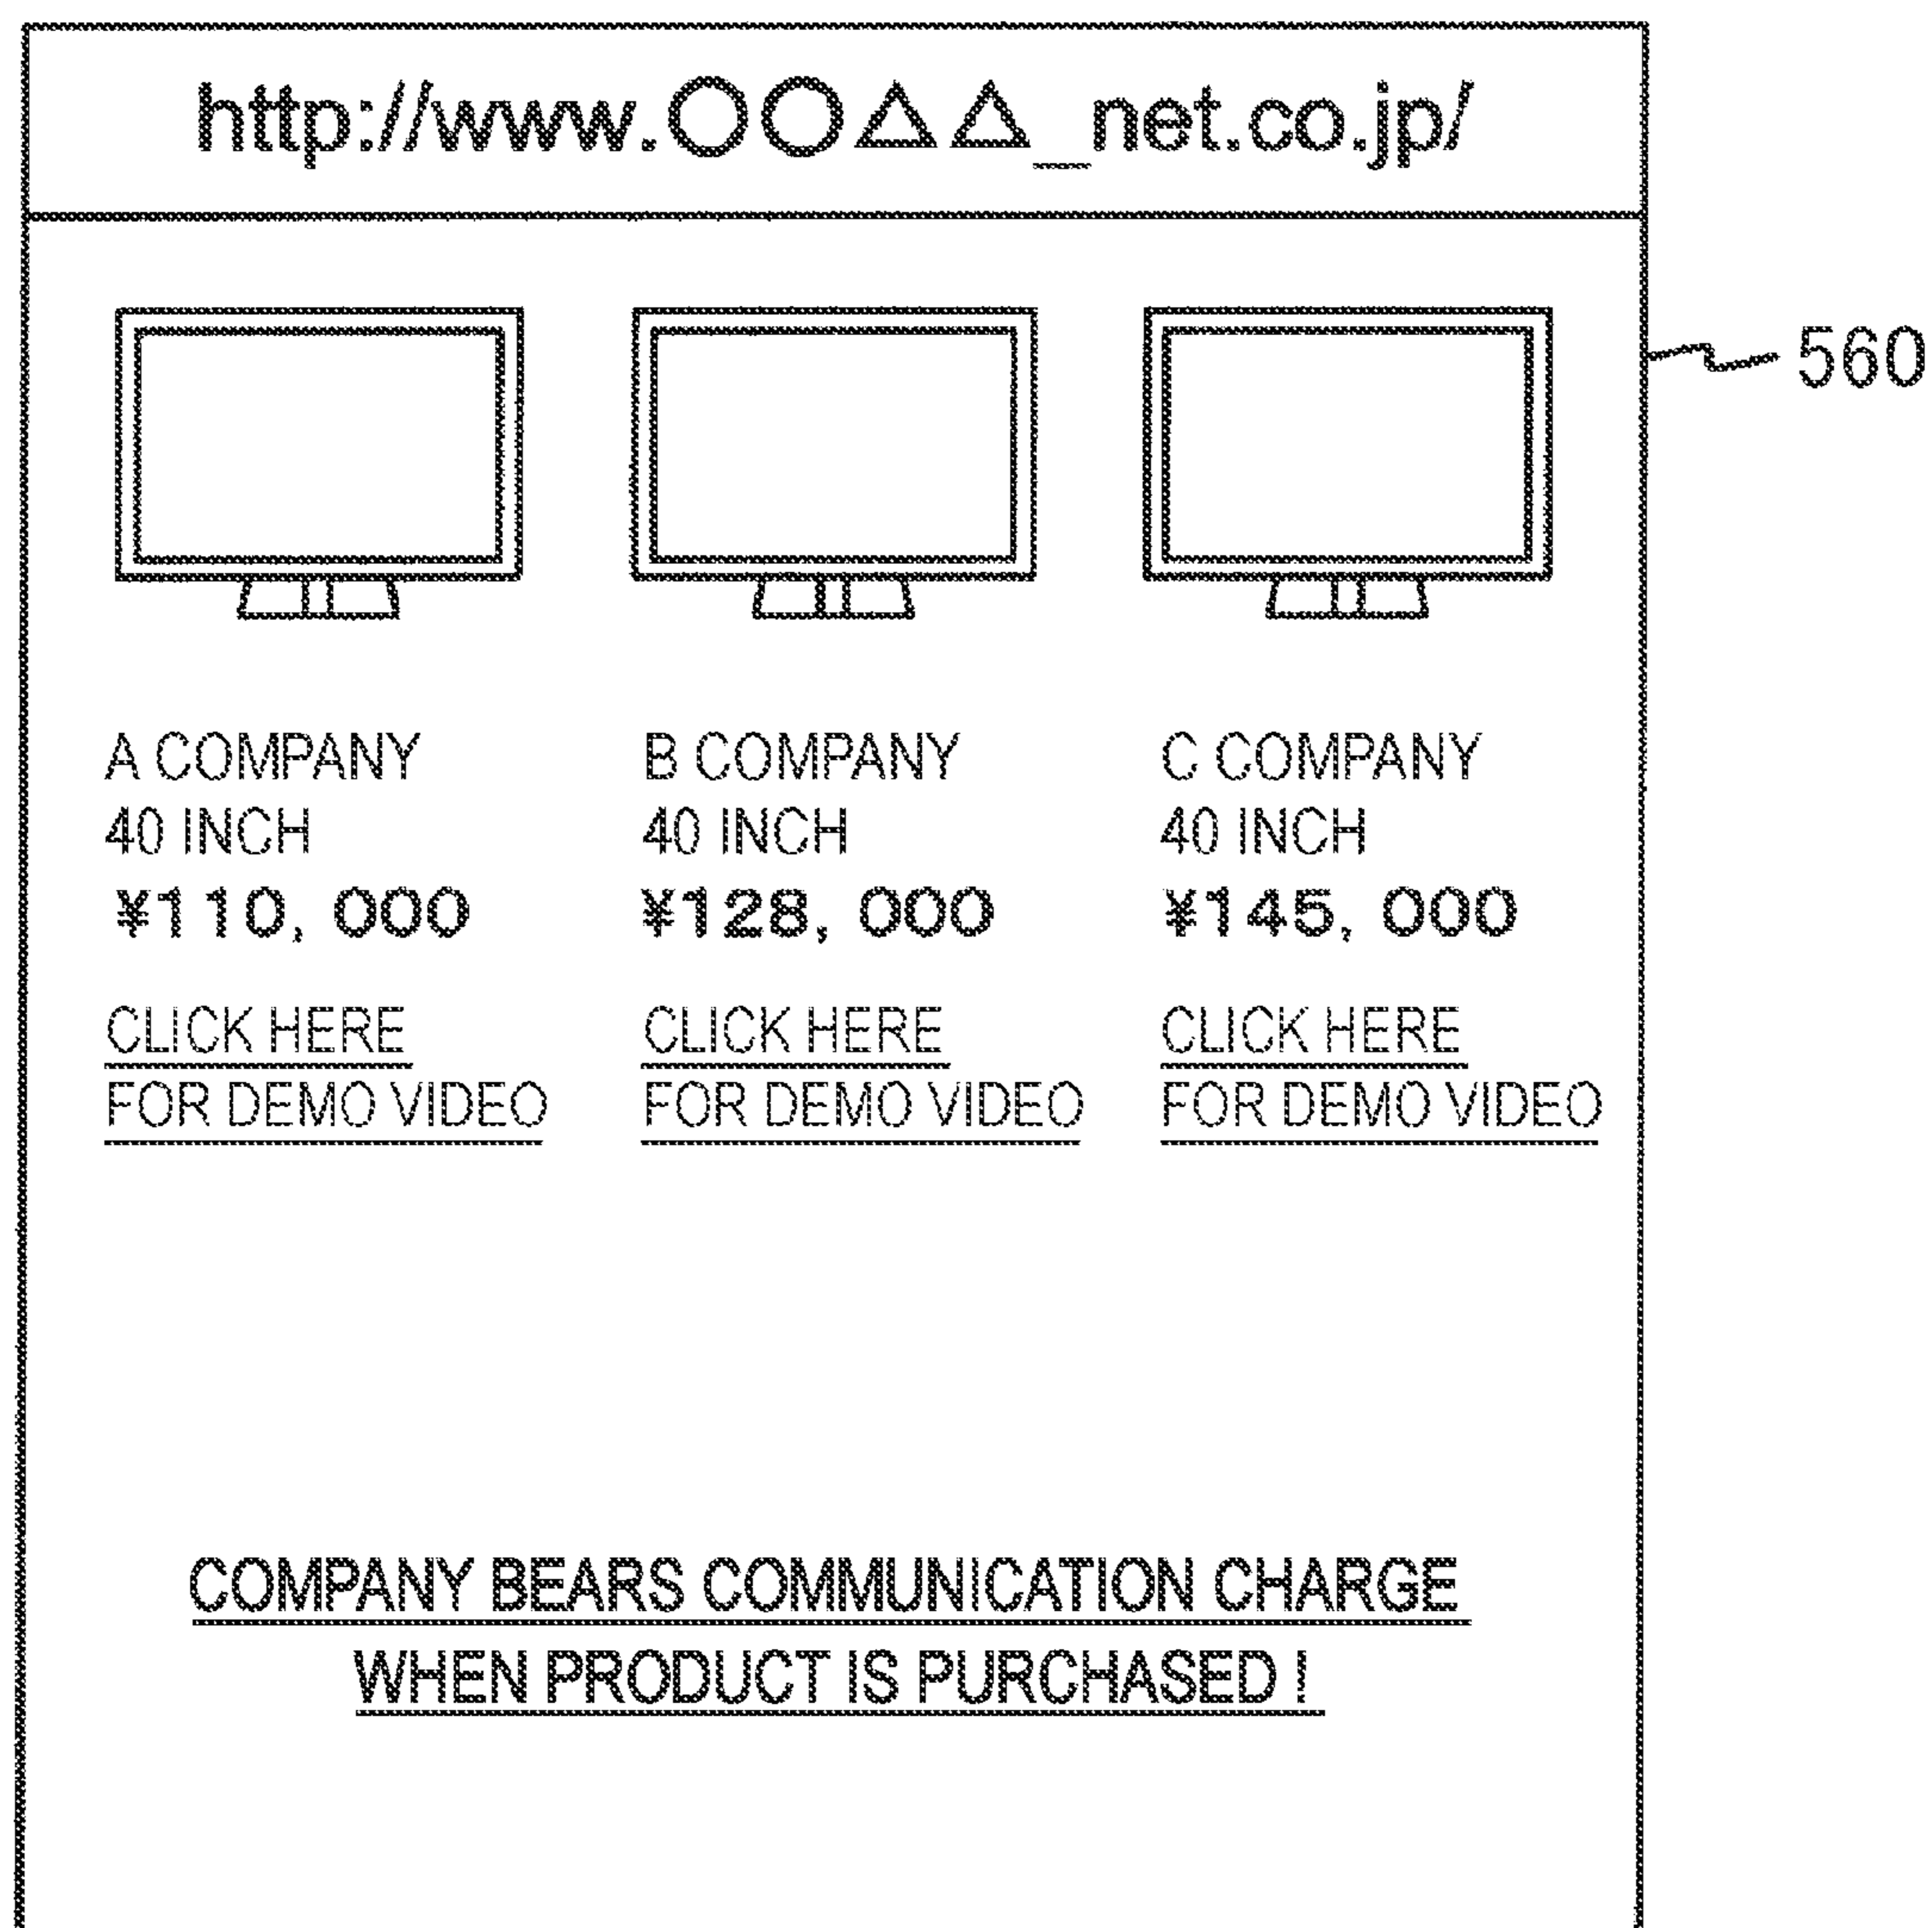 http://www.○○△△_net.co.jp/
560
A COMPANY
40 INCH
¥110, 000
CLICK HERE
FOR DEMO VIDEO
B COMPANY
40 INCH
¥128, 000
CLICK HERE
FOR DEMO VIDEO
C COMPANY
40 INCH
¥145, 000
CLICK HERE
FOR DEMO VIDEO
COMPANY BEARS COMMUNICATION CHARGE
WHEN PRODUCT IS PURCHASED !